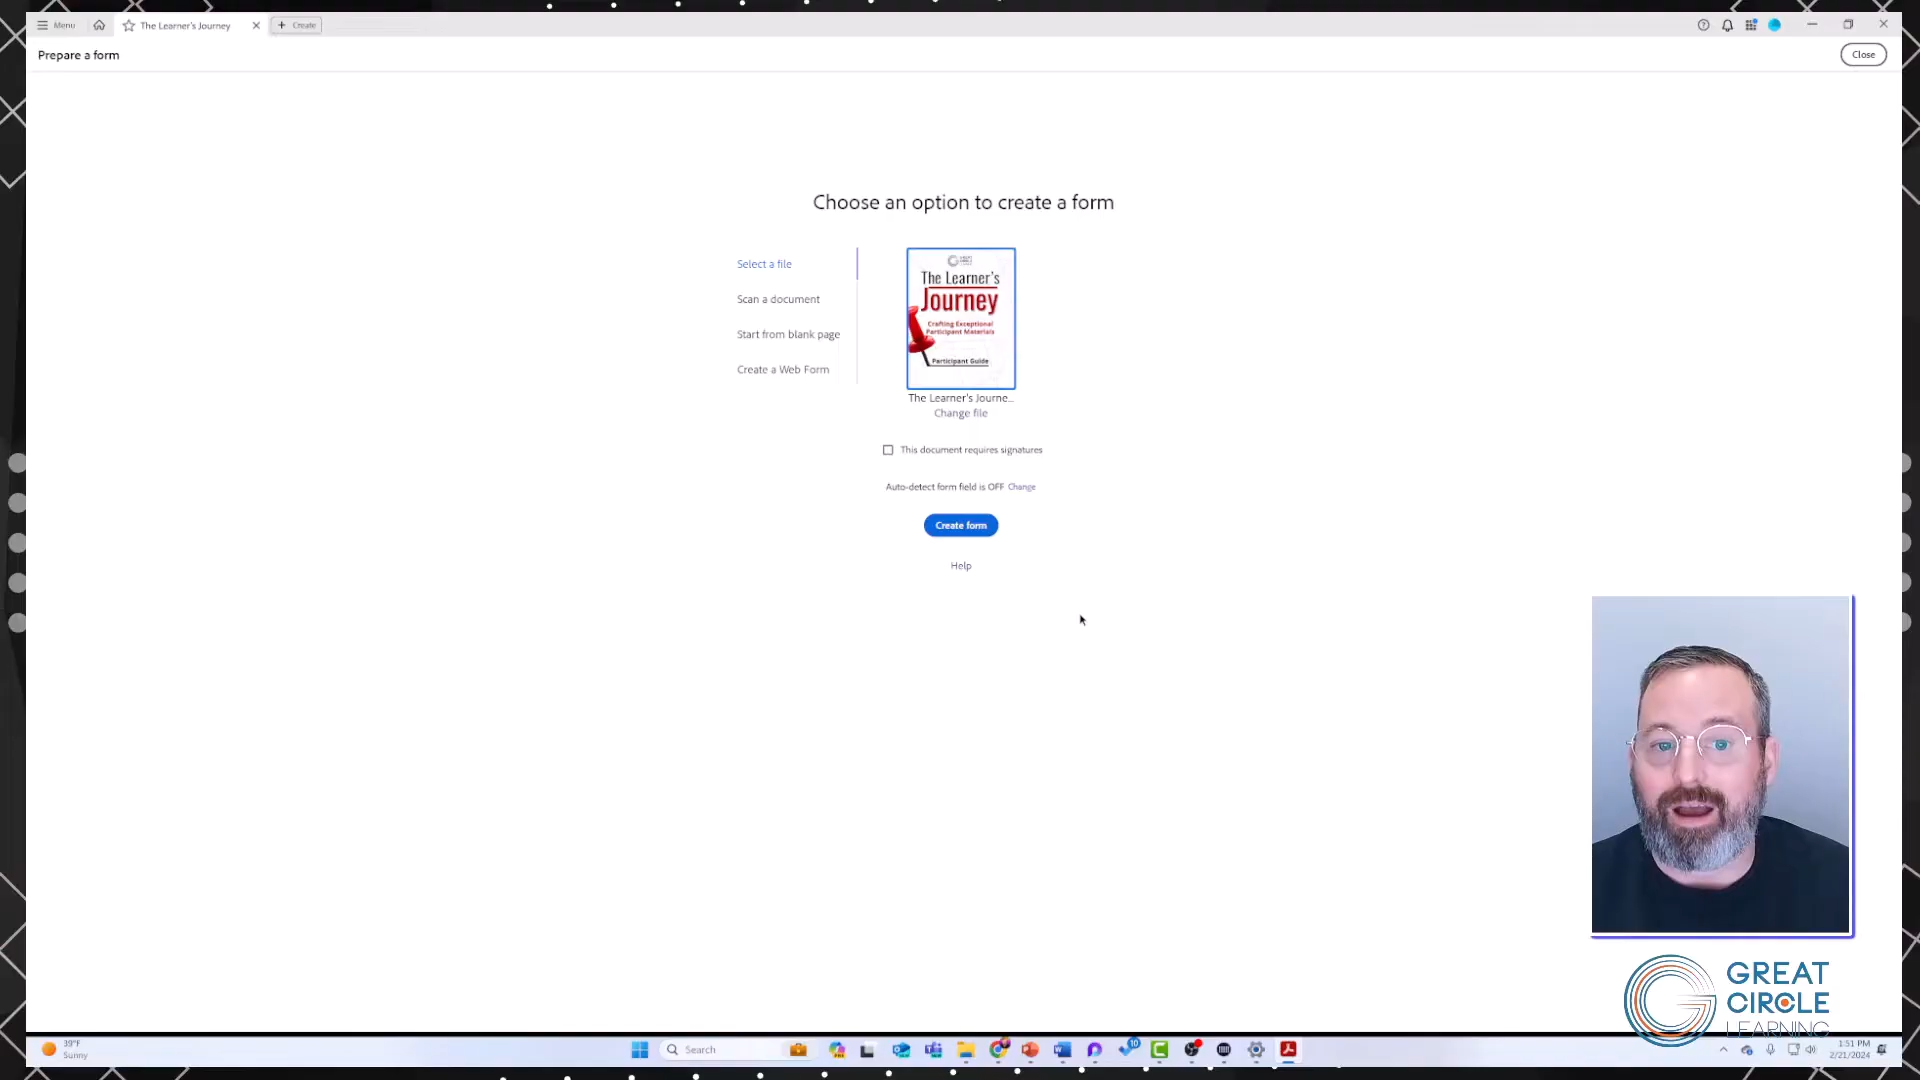 Menu
The Learner's Journey
Create
Prepare a form
Close
Choose an option to create a form
Select a file
Scan a document
Start from blank page
Create a Web Form
The Learner's
Journey
Crafting Exceptional
Participant Materials
Participant Guide
The Learner's Journe...
Change file
This document requires signatures
Auto-detect form field is OFF Change
Create form
Help
GREAT
CIRCLE
LEARNING
39°F
Sunny
Search
10
1:51 PM
2/21/2024